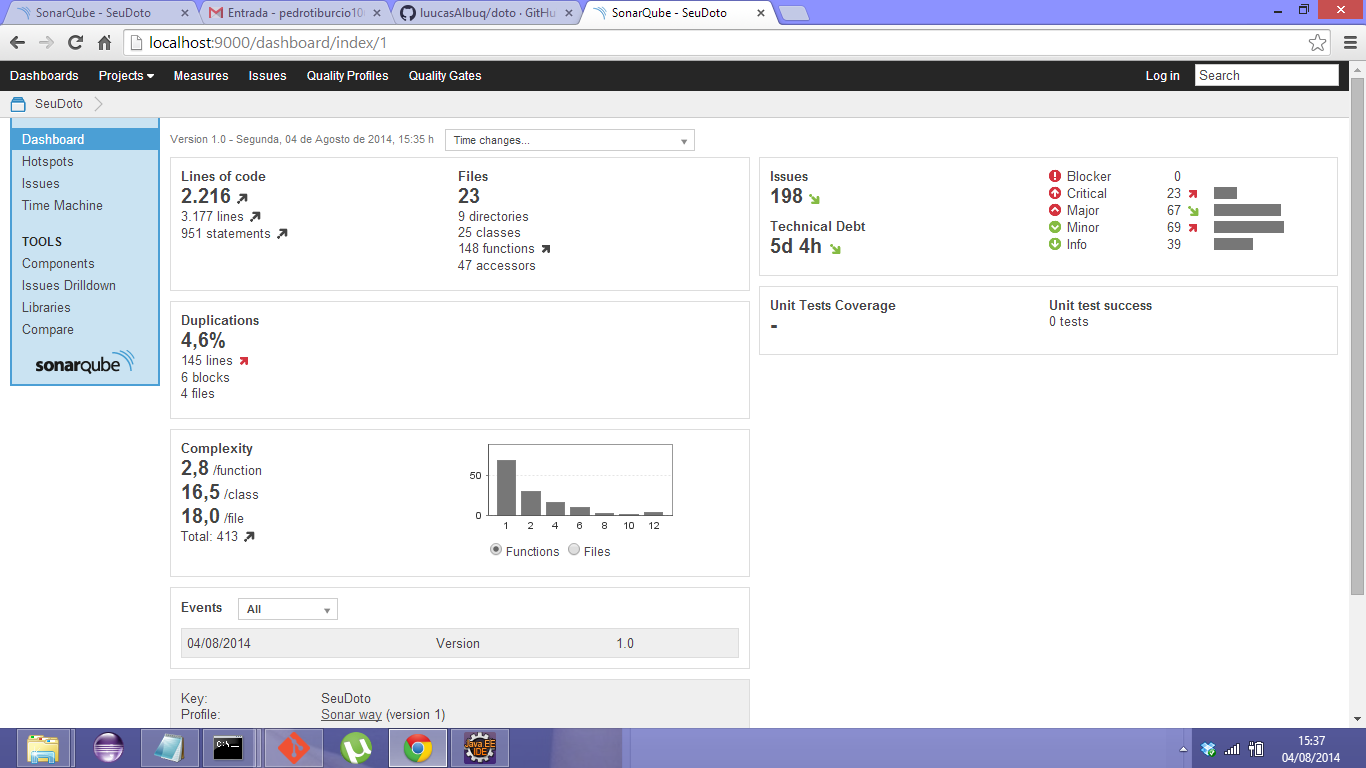 SonarQube - SeuDoto
Entrada - pedrotiburcio10
luucasAlbuq/doto · GitHu
SonarQube - SeuDoto
localhost:9000/dashboard/index/1
Dashboards Projects Measures Issues Quality Profiles Quality Gates Log in Search
SeuDoto
Dashboard
Hotspots
Issues
Time Machine
TOOLS
Components
Issues Drilldown
Libraries
Compare
sonarqube
Version 1.0 - Segunda, 04 de Agosto de 2014, 15:35 h Time changes...
Lines of code
2.216
3.177 lines
951 statements
Files
23
9 directories
25 classes
148 functions
47 accessors
Duplications
4,6%
145 lines
6 blocks
4 files
Complexity
2,8 /function
16,5 /class
18,0 /file
Total: 413
50
0
1 2 4 6 8 10 12
Functions Files
Events All
04/08/2014 Version 1.0
Key: SeuDoto
Profile: Sonar way (version 1)
Issues
198
Technical Debt
5d 4h
Blocker 0
Critical 23
Major 67
Minor 69
Info 39
Unit Tests Coverage
-
Unit test success
0 tests
C:\_
Java EE
IDE
15:37
04/08/2014